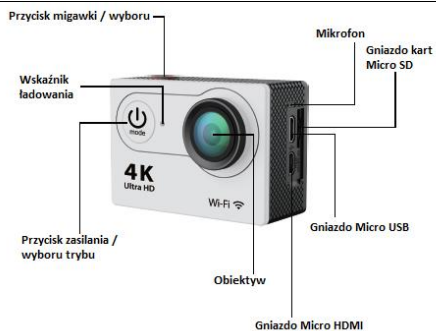 Przycisk migawki / wyboru
Mikrofon
Gniazdo kart
Micro SD
Wskaźnik
ładowania
mode
4K
Ultra HD
Wi-Fi
Gniazdo Micro USB
Przycisk zasilania /
wyboru trybu
Obiektyw
Gniazdo Micro HDMI